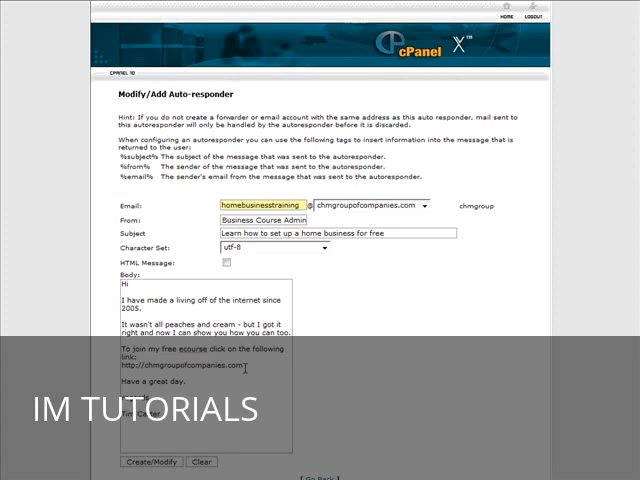 HOME LOGOUT
cPanel X™
CPANEL 10
Modify/Add Auto-responder
Hint: If you do not create a forwarder or email account with the same address as this auto responder, mail sent to
this autoresponder will only be handled by the autoresponder before it is discarded.
When configuring an autoresponder you can use the following tags to insert information into the message that is
returned to the user:
%subject% The subject of the message that was sent to the autoresponder.
%from% The sender of the message that was sent to the autoresponder.
%email% The sender's email from the message that was sent to the autoresponder.
Email: homebusinesstraining @ chmgroupofcompanies.com chmgroup
From: Business Course Admin
Subject Learn how to set up a home business for free
Character Set: utf-8
HTML Message:
Body:
Hi
I have made a living off of the internet since
2005.
It wasn't all peaches and cream - but I got it
right and now I can show you how you can too.
To join my free ecourse click on the following
link:
http://chmgroupofcompanies.com
Have a great day.
IM TUTORIALS
Create/Modify Clear
[ Go Back ]